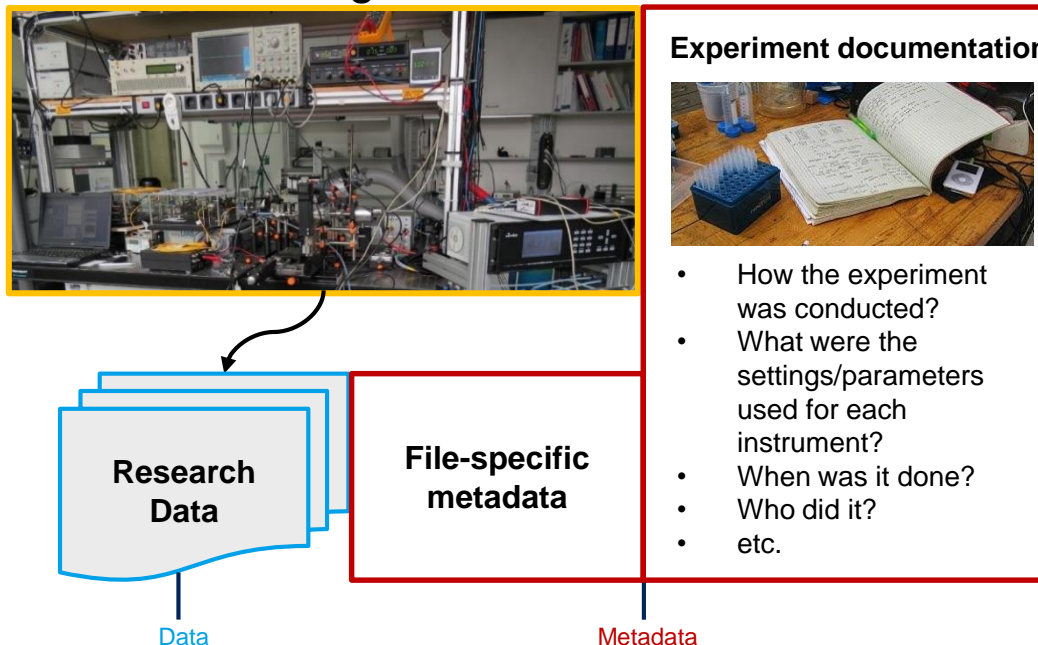 Experiment documentation
• How the experiment
was conducted?
• What were the
settings/parameters
used for each
instrument?
• When was it done?
• Who did it?
• etc.
Research
Data
File-specific
metadata
Data
Metadata